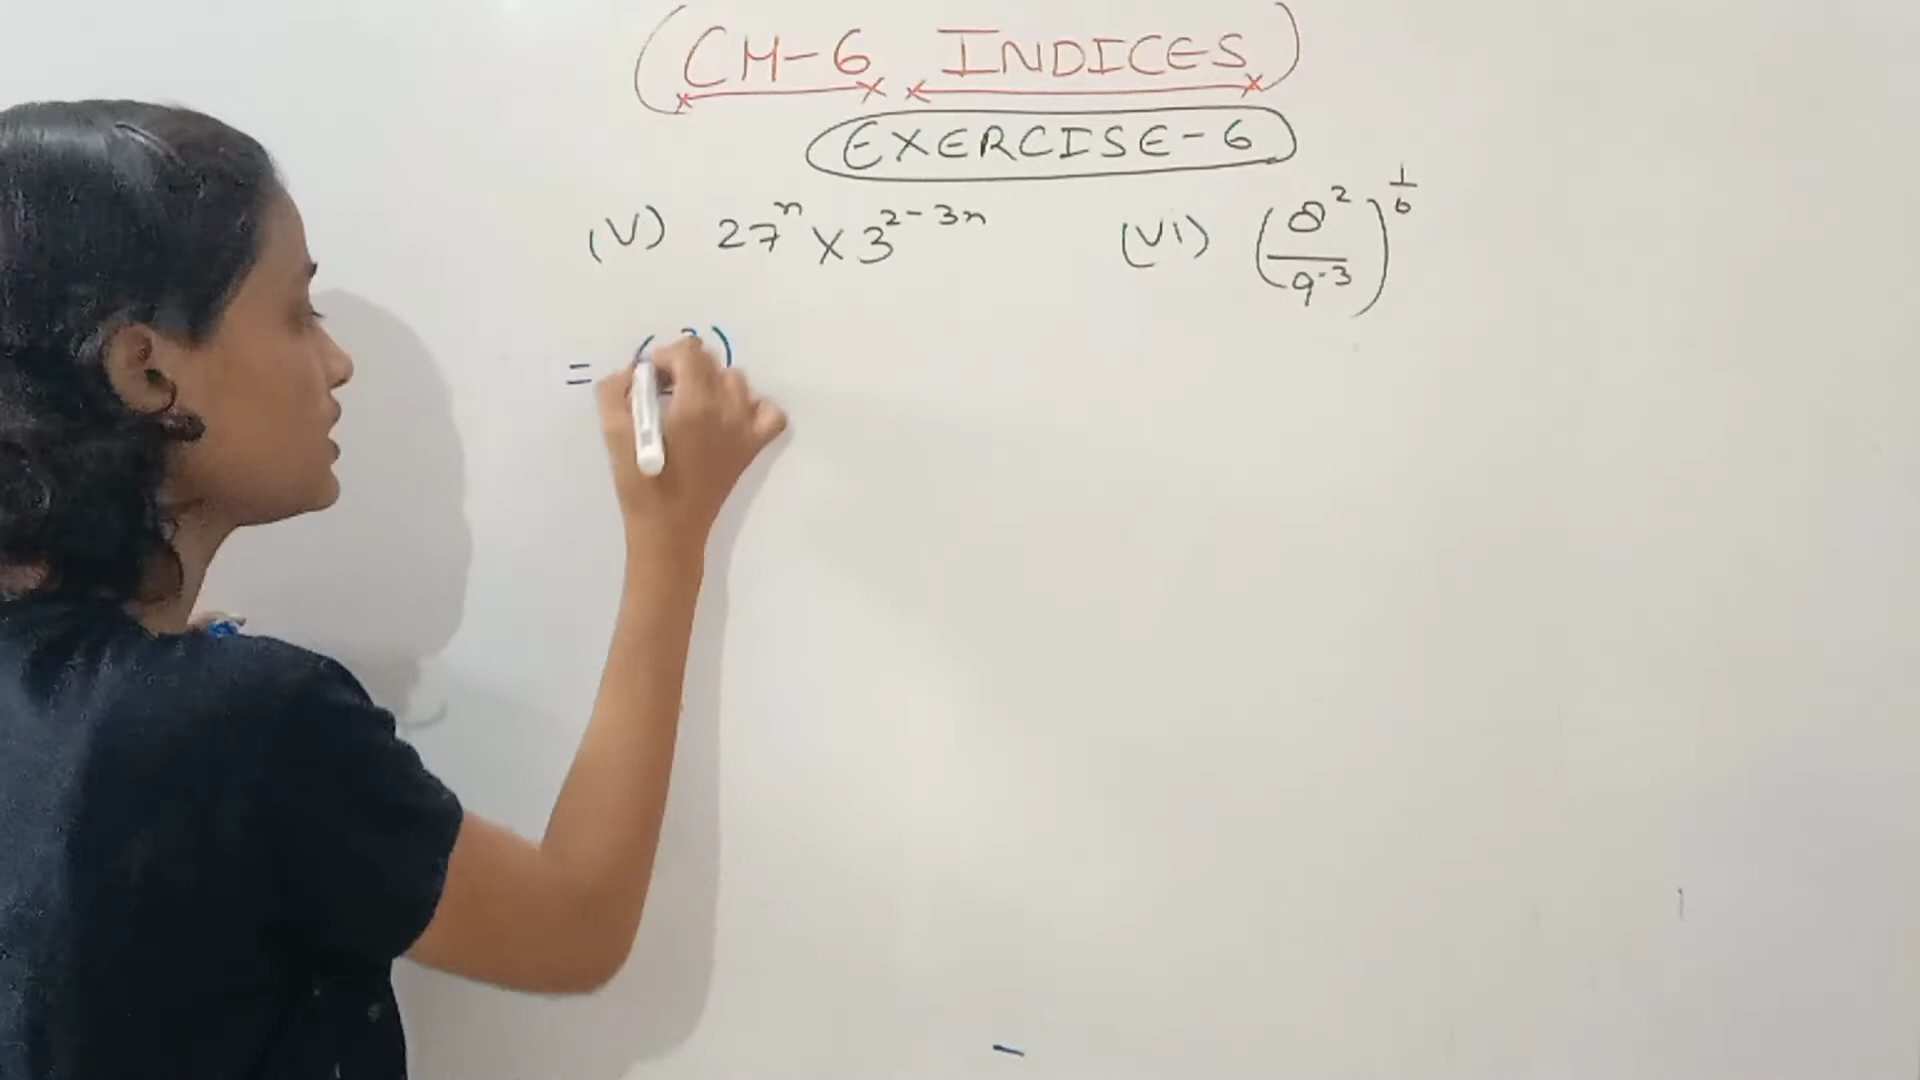 (CH-6 INDICES)
EXERCISE-6
(V) 27ⁿ × 3²⁻³ⁿ (Vi) (8²/9⁻³)^(1/6)
= ( ³ )